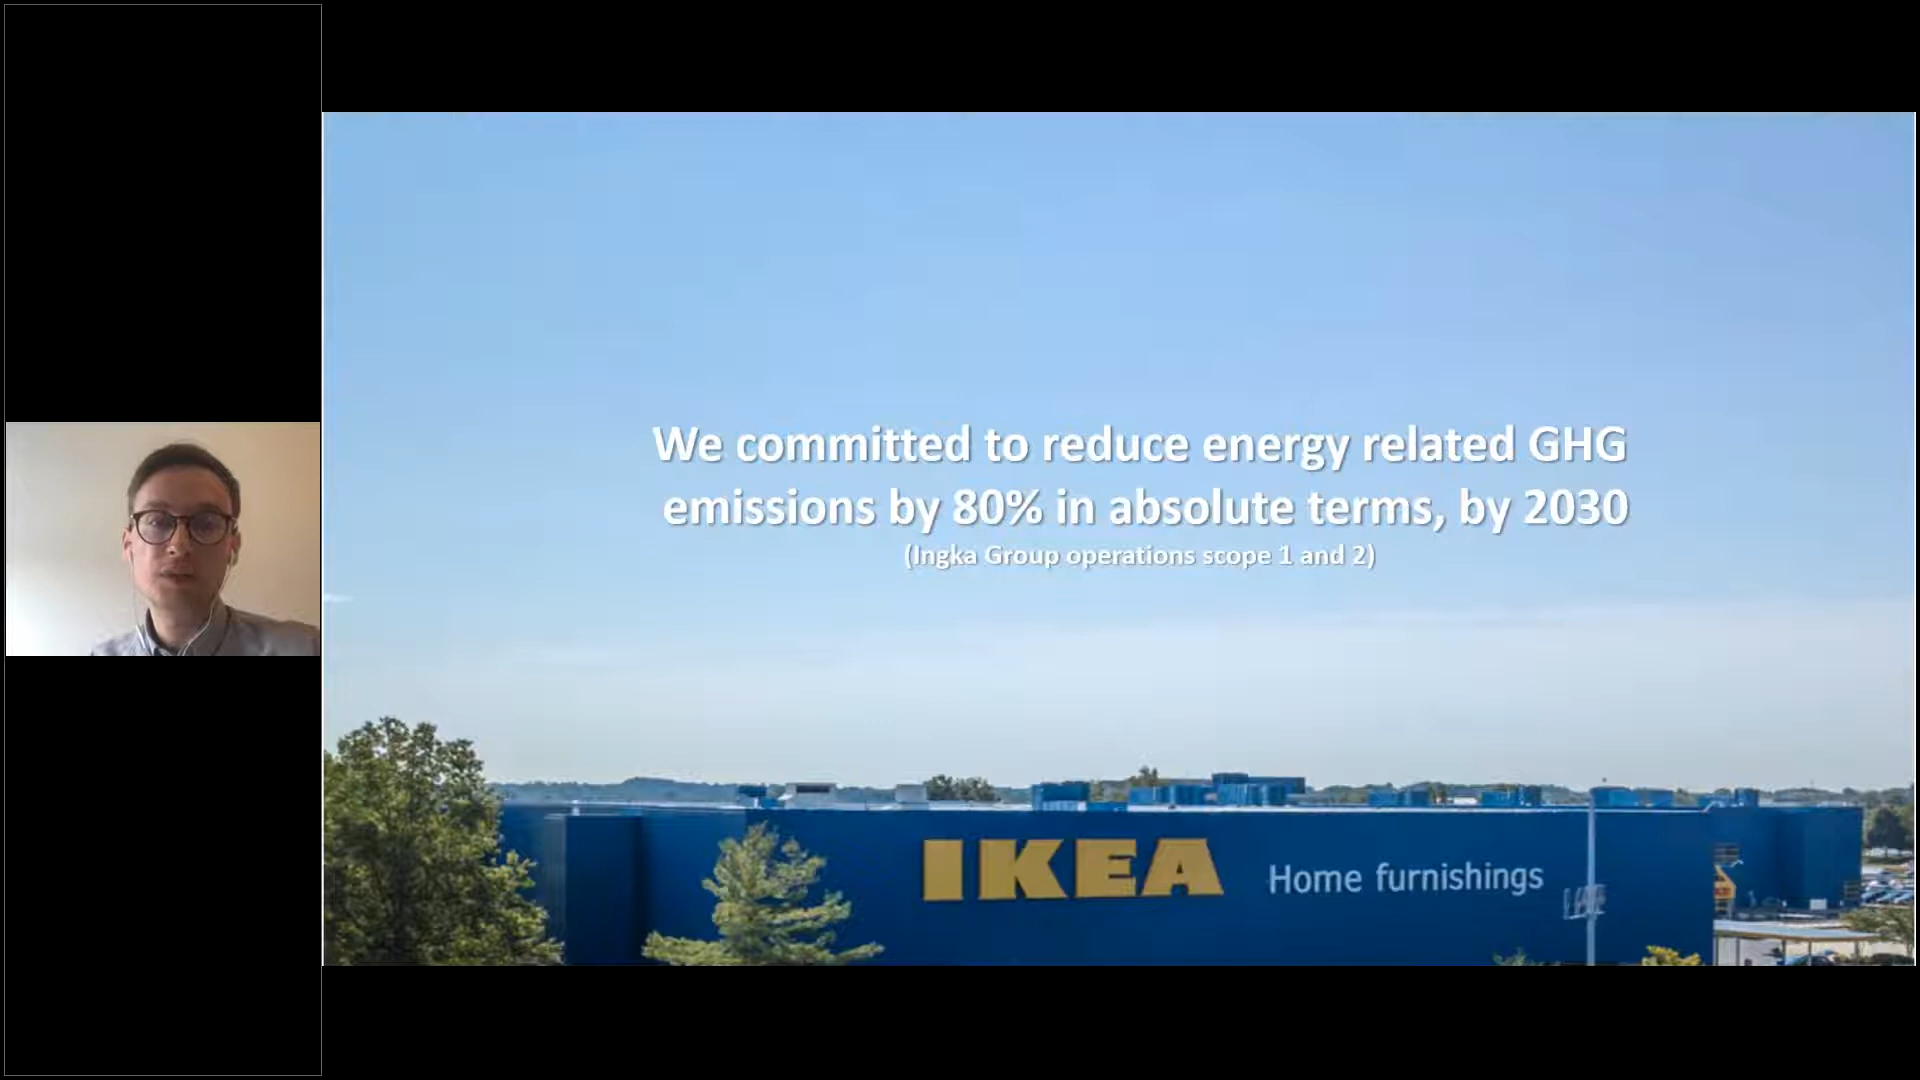 We committed to reduce energy related GHG
emissions by 80% in absolute terms, by 2030
(Ingka Group operations scope 1 and 2)
IKEA Home furnishings